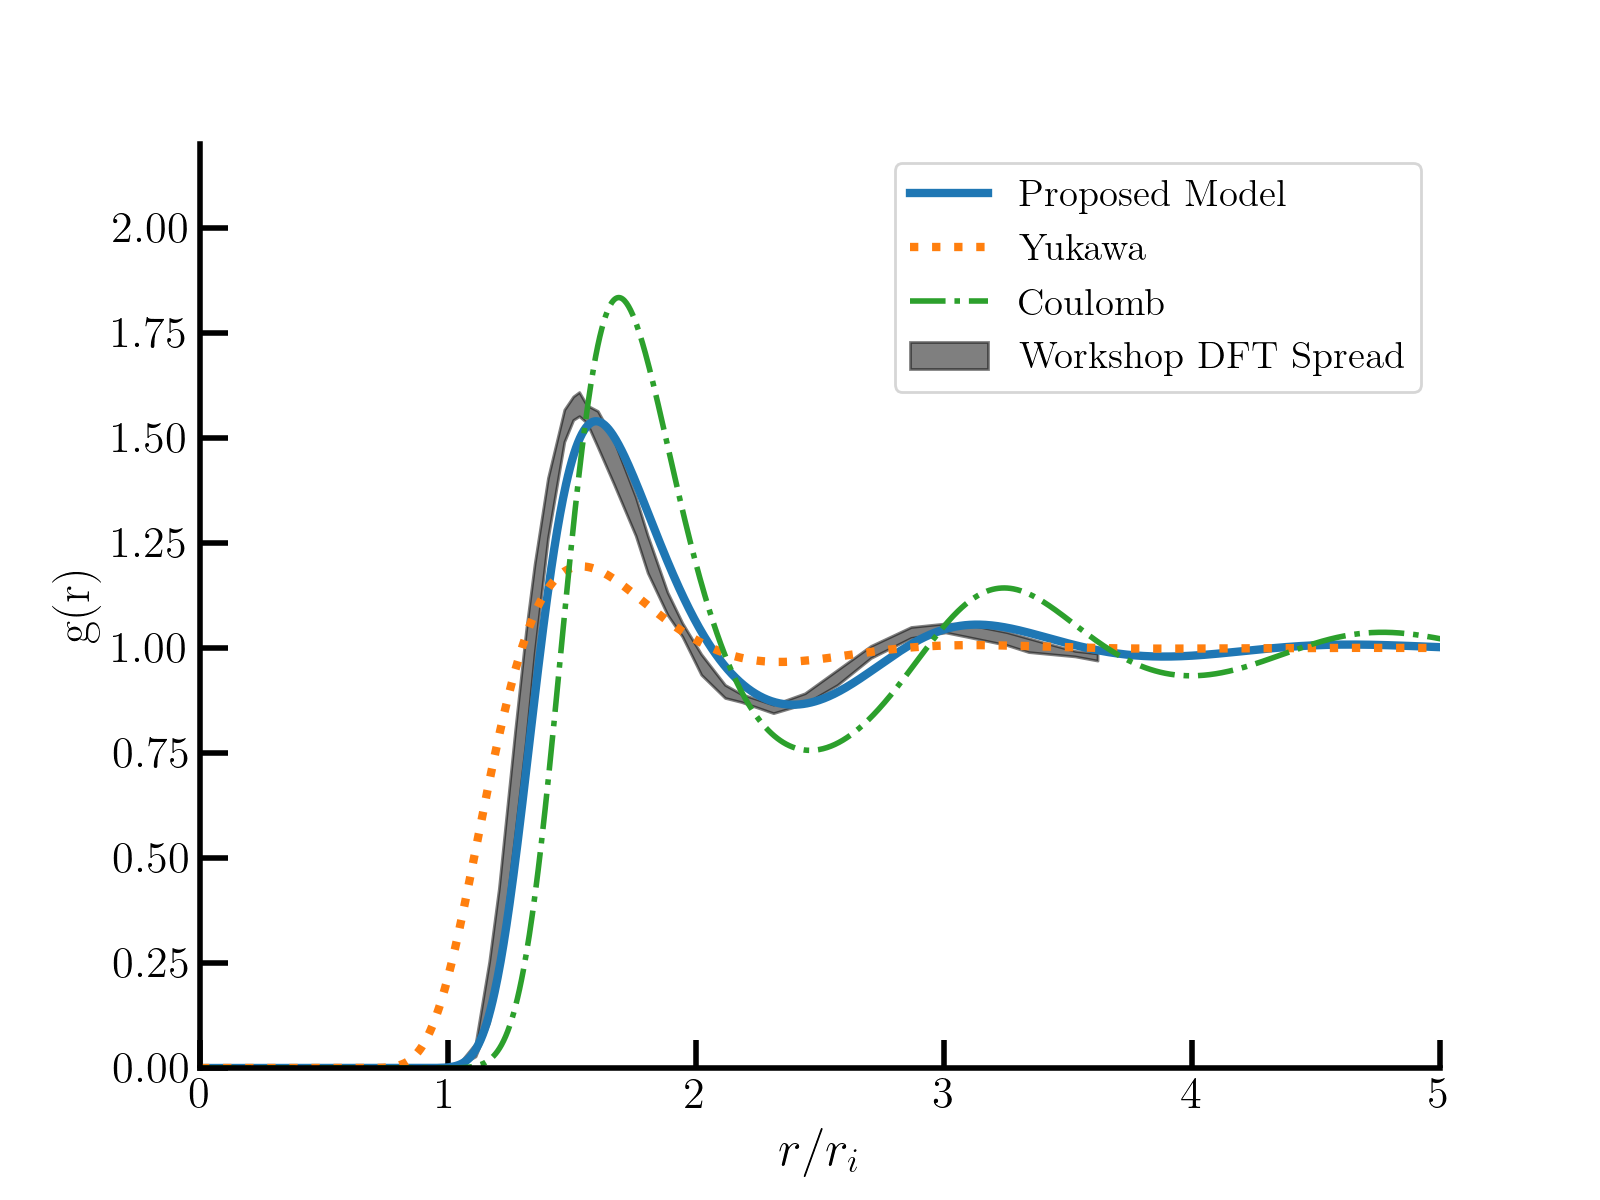 Proposed Model
Yukawa
Coulomb
Workshop DFT Spread
2.00
1.75
1.50
1.25
1.00
0.75
0.50
0.25
0.00
g(r)
0 1 2 3 4 5
r/r_i